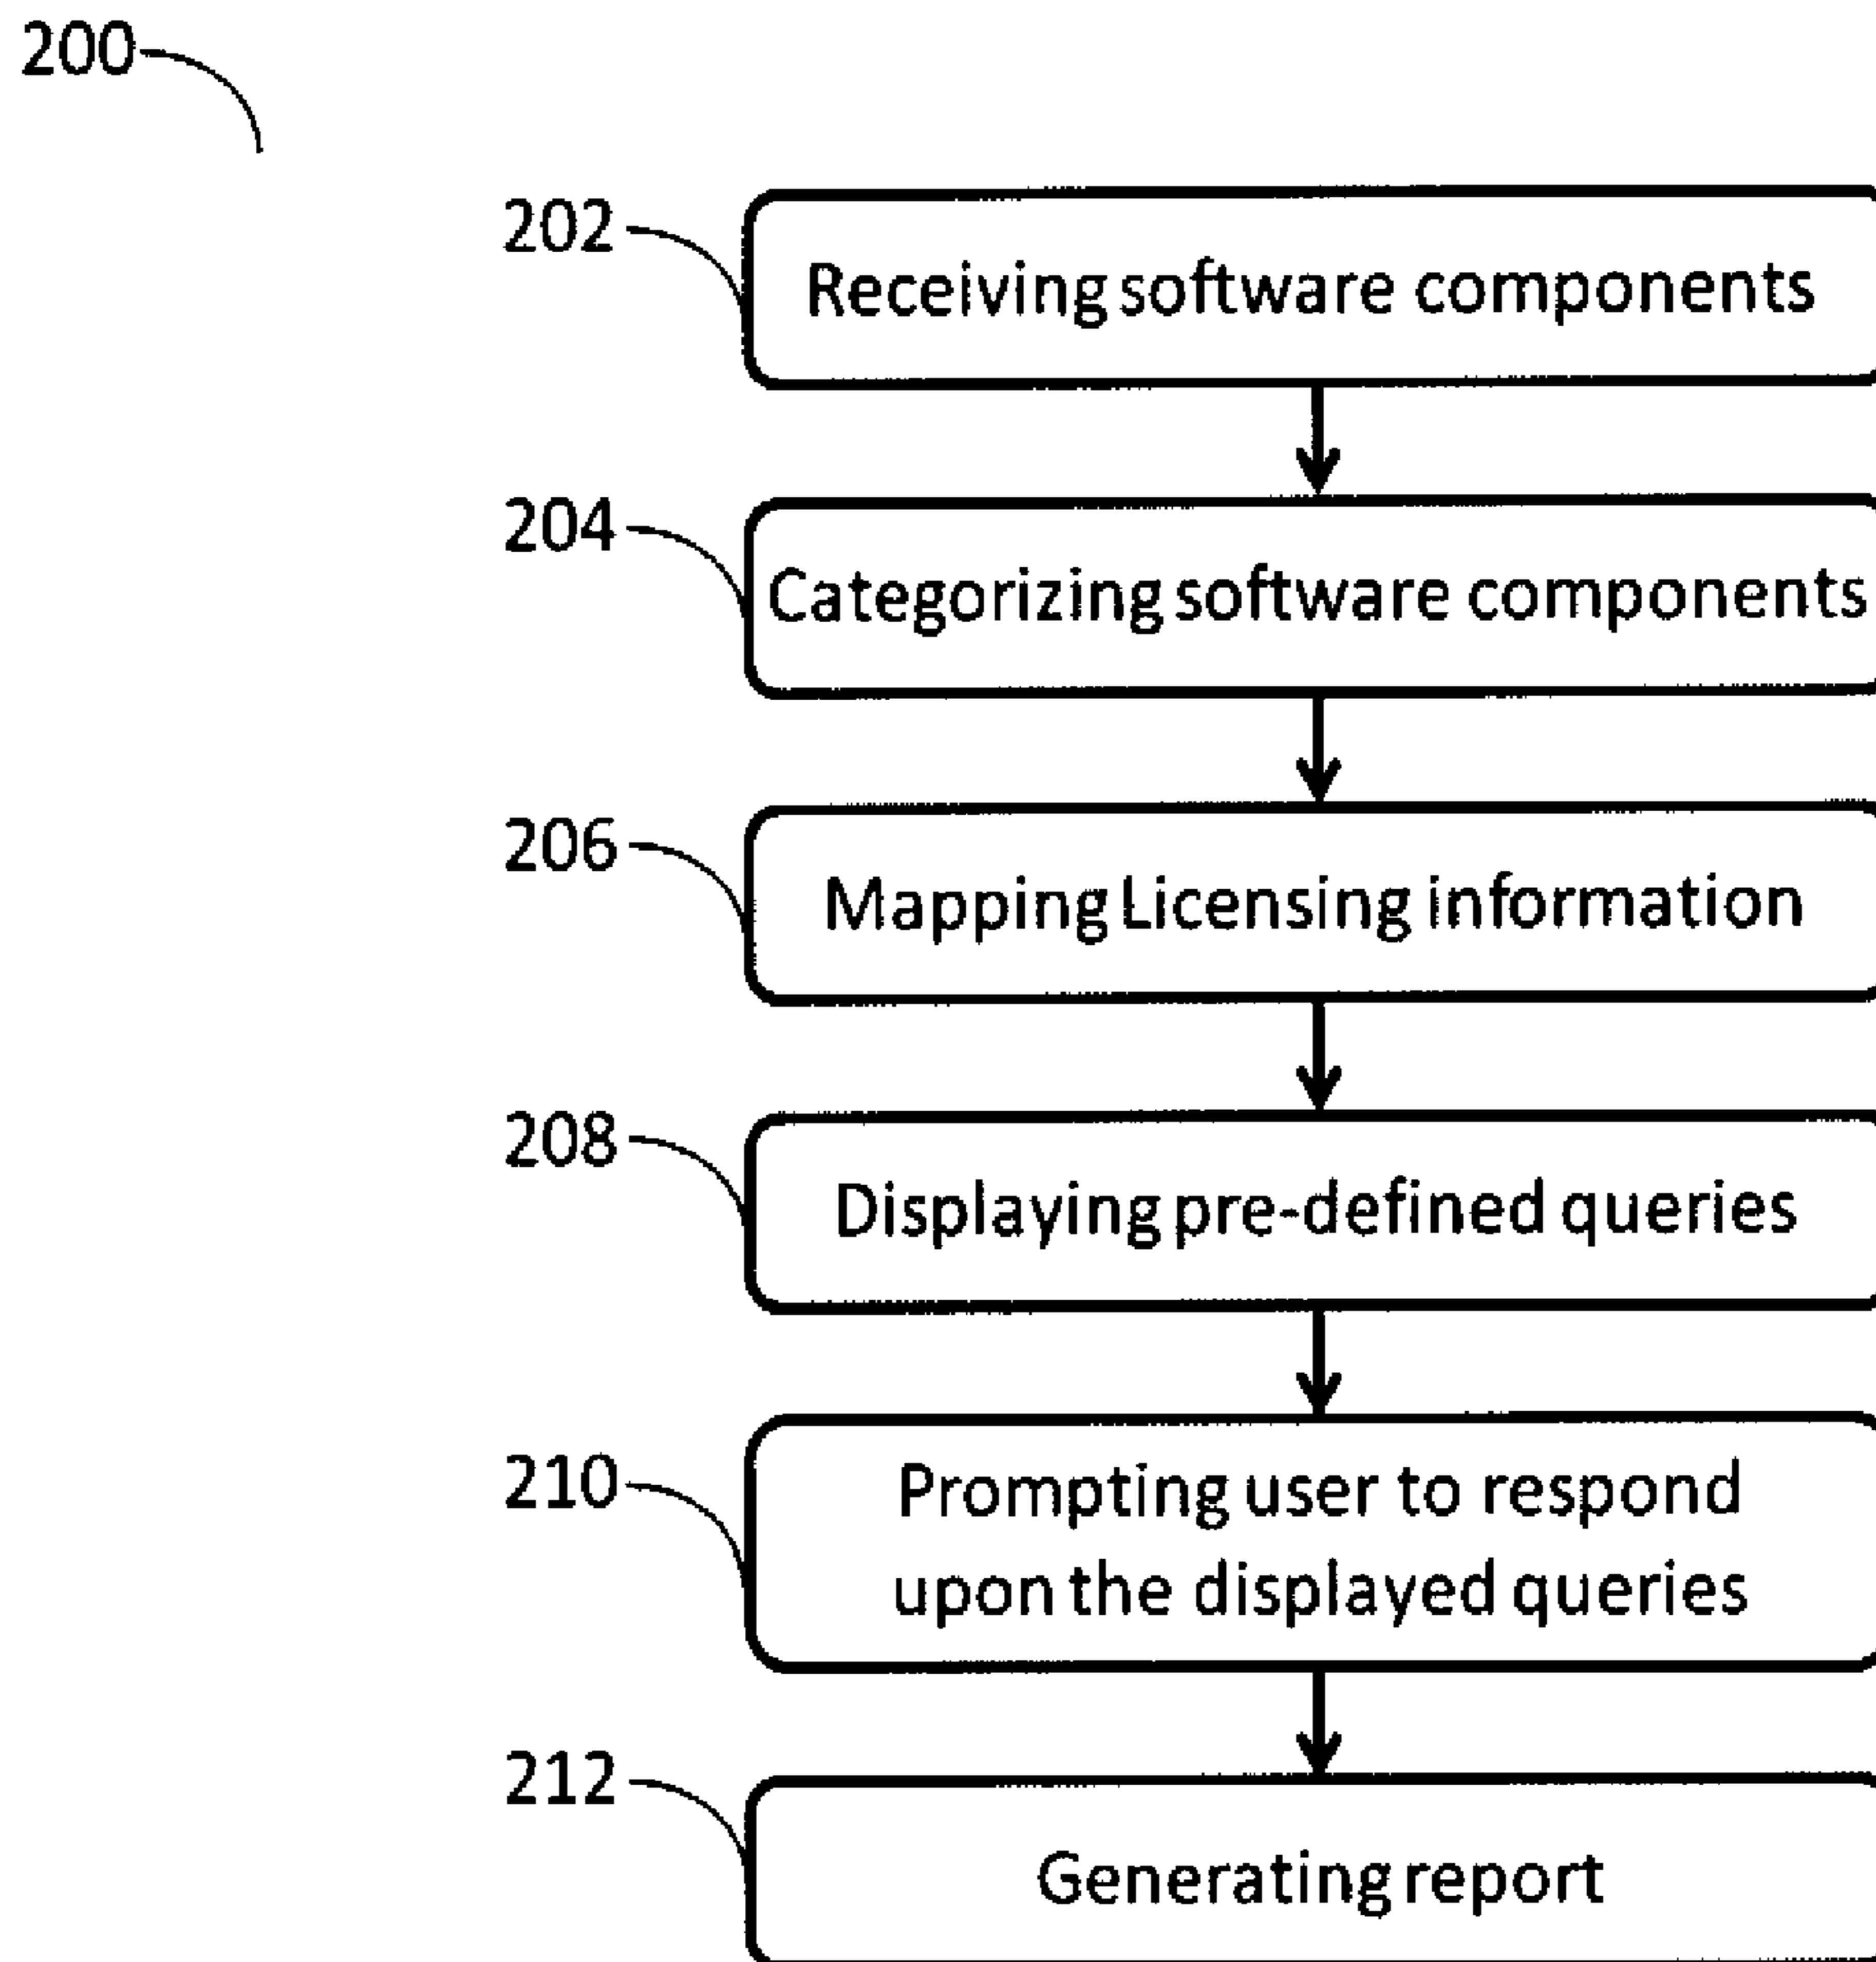 200
202
Receiving software components
204
Categorizing software components
206
Mapping Licensing information
208
Displaying pre-defined queries
210
Prompting user to respond
upon the displayed queries
212
Generating report